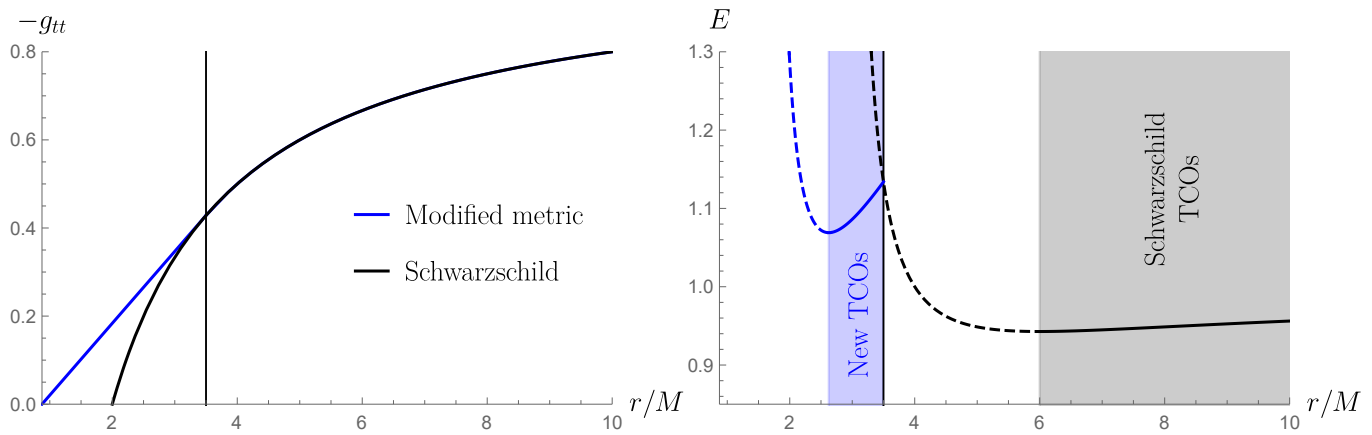 −g_tt
0.8
0.6
0.4
0.2
0.0
2
4
6
8
10
r/M
Modified metric
Schwarzschild
E
1.3
1.2
1.1
1.0
0.9
2
4
6
8
10
r/M
New TCOs
Schwarzschild
TCOs